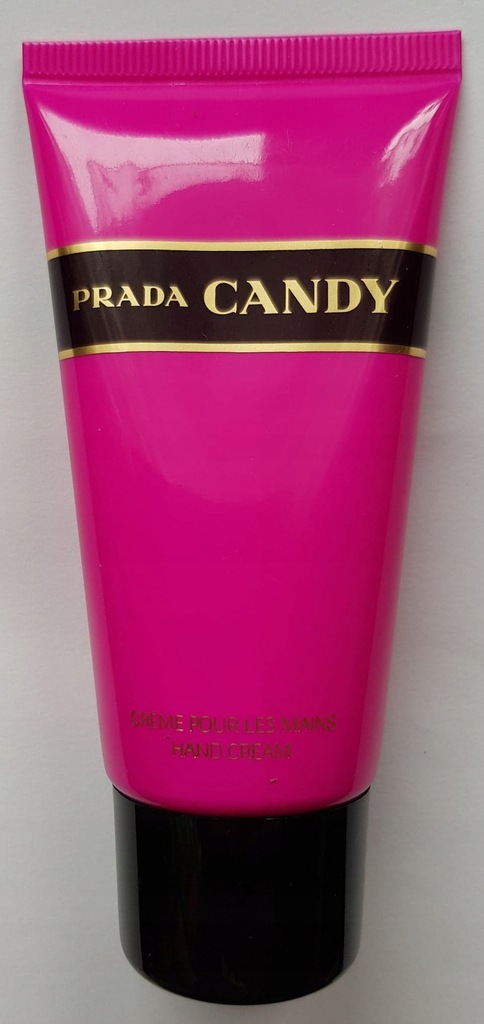 PRADA CANDY
CRÈME POUR LES MAINS
HAND CREAM